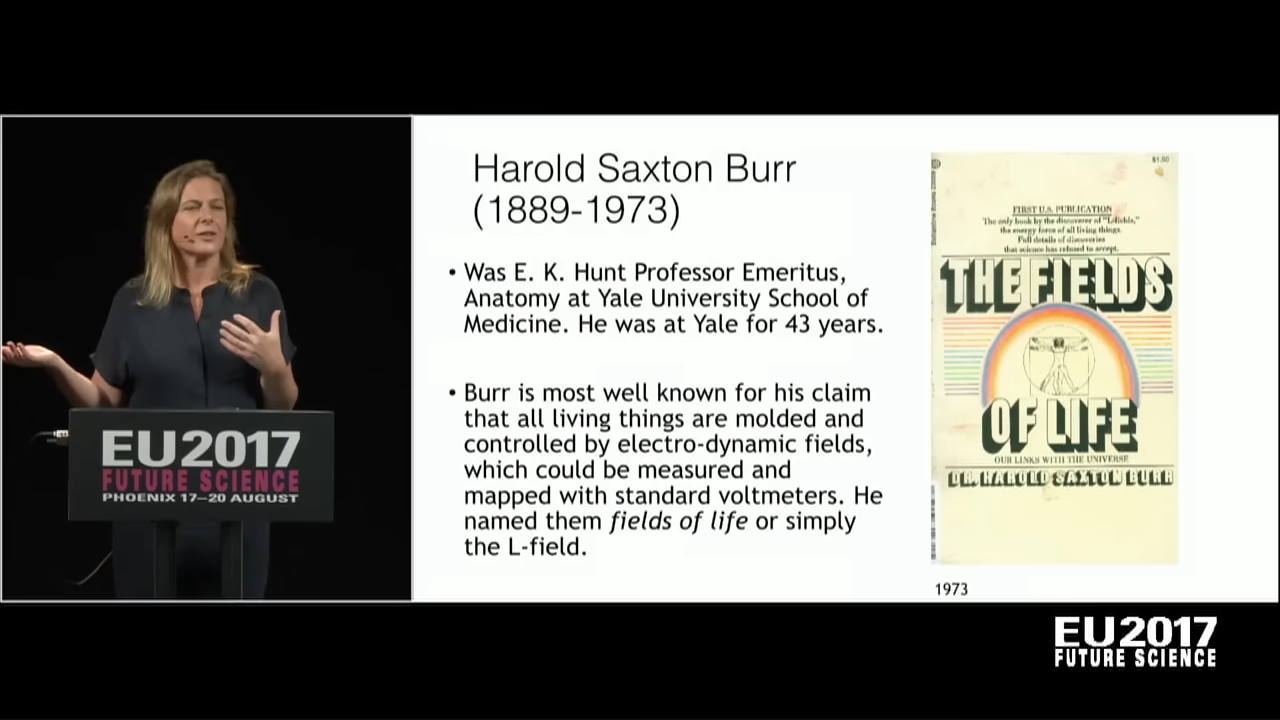 Harold Saxton Burr
(1889-1973)
• Was E. K. Hunt Professor Emeritus,
Anatomy at Yale University School of
Medicine. He was at Yale for 43 years.
• Burr is most well known for his claim
that all living things are molded and
controlled by electro-dynamic fields,
which could be measured and
mapped with standard voltmeters. He
named them fields of life or simply
the L-field.
$1.50
FIRST U.S. PUBLICATION
The only book by the discoverer of "L-fields,"
the energy force of all living things.
Full details of discoveries
that science has refused to accept.
THE FIELDS
OF LIFE
OUR LINKS WITH THE UNIVERSE
DR. HAROLD SAXTON BURR
1973
EU2017
FUTURE SCIENCE
PHOENIX 17–20 AUGUST
EU2017
FUTURE SCIENCE